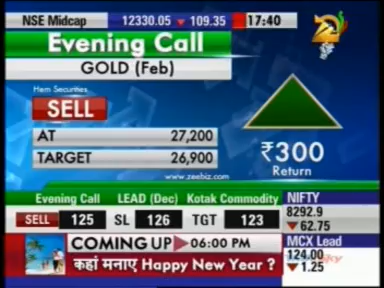 NSE Midcap 12330.05 ▼ 109.35 17:40
Evening Call
GOLD (Feb)
Hem Securities
SELL
AT 27,200
TARGET 26,900
₹300
Return
www.zeebiz.com
Evening Call LEAD (Dec) Kotak Commodity
SELL 125 SL 126 TGT 123
NIFTY
8292.9
▼ 62.75
COMING UP 06:00 PM
कहां मनाए Happy New Year ?
MCX Lead
124.00
▼ 1.25